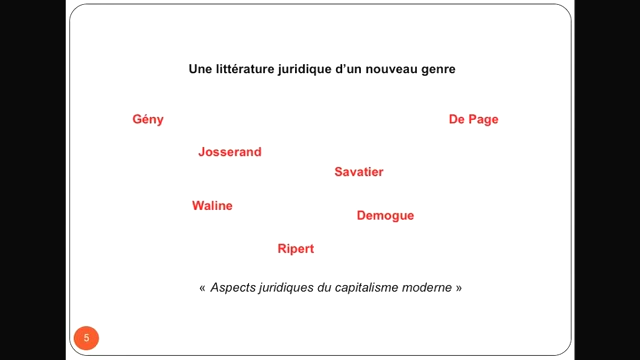 Une littérature juridique d'un nouveau genre
Gény
De Page
Josserand
Savatier
Waline
Demogue
Ripert
« Aspects juridiques du capitalisme moderne »
5